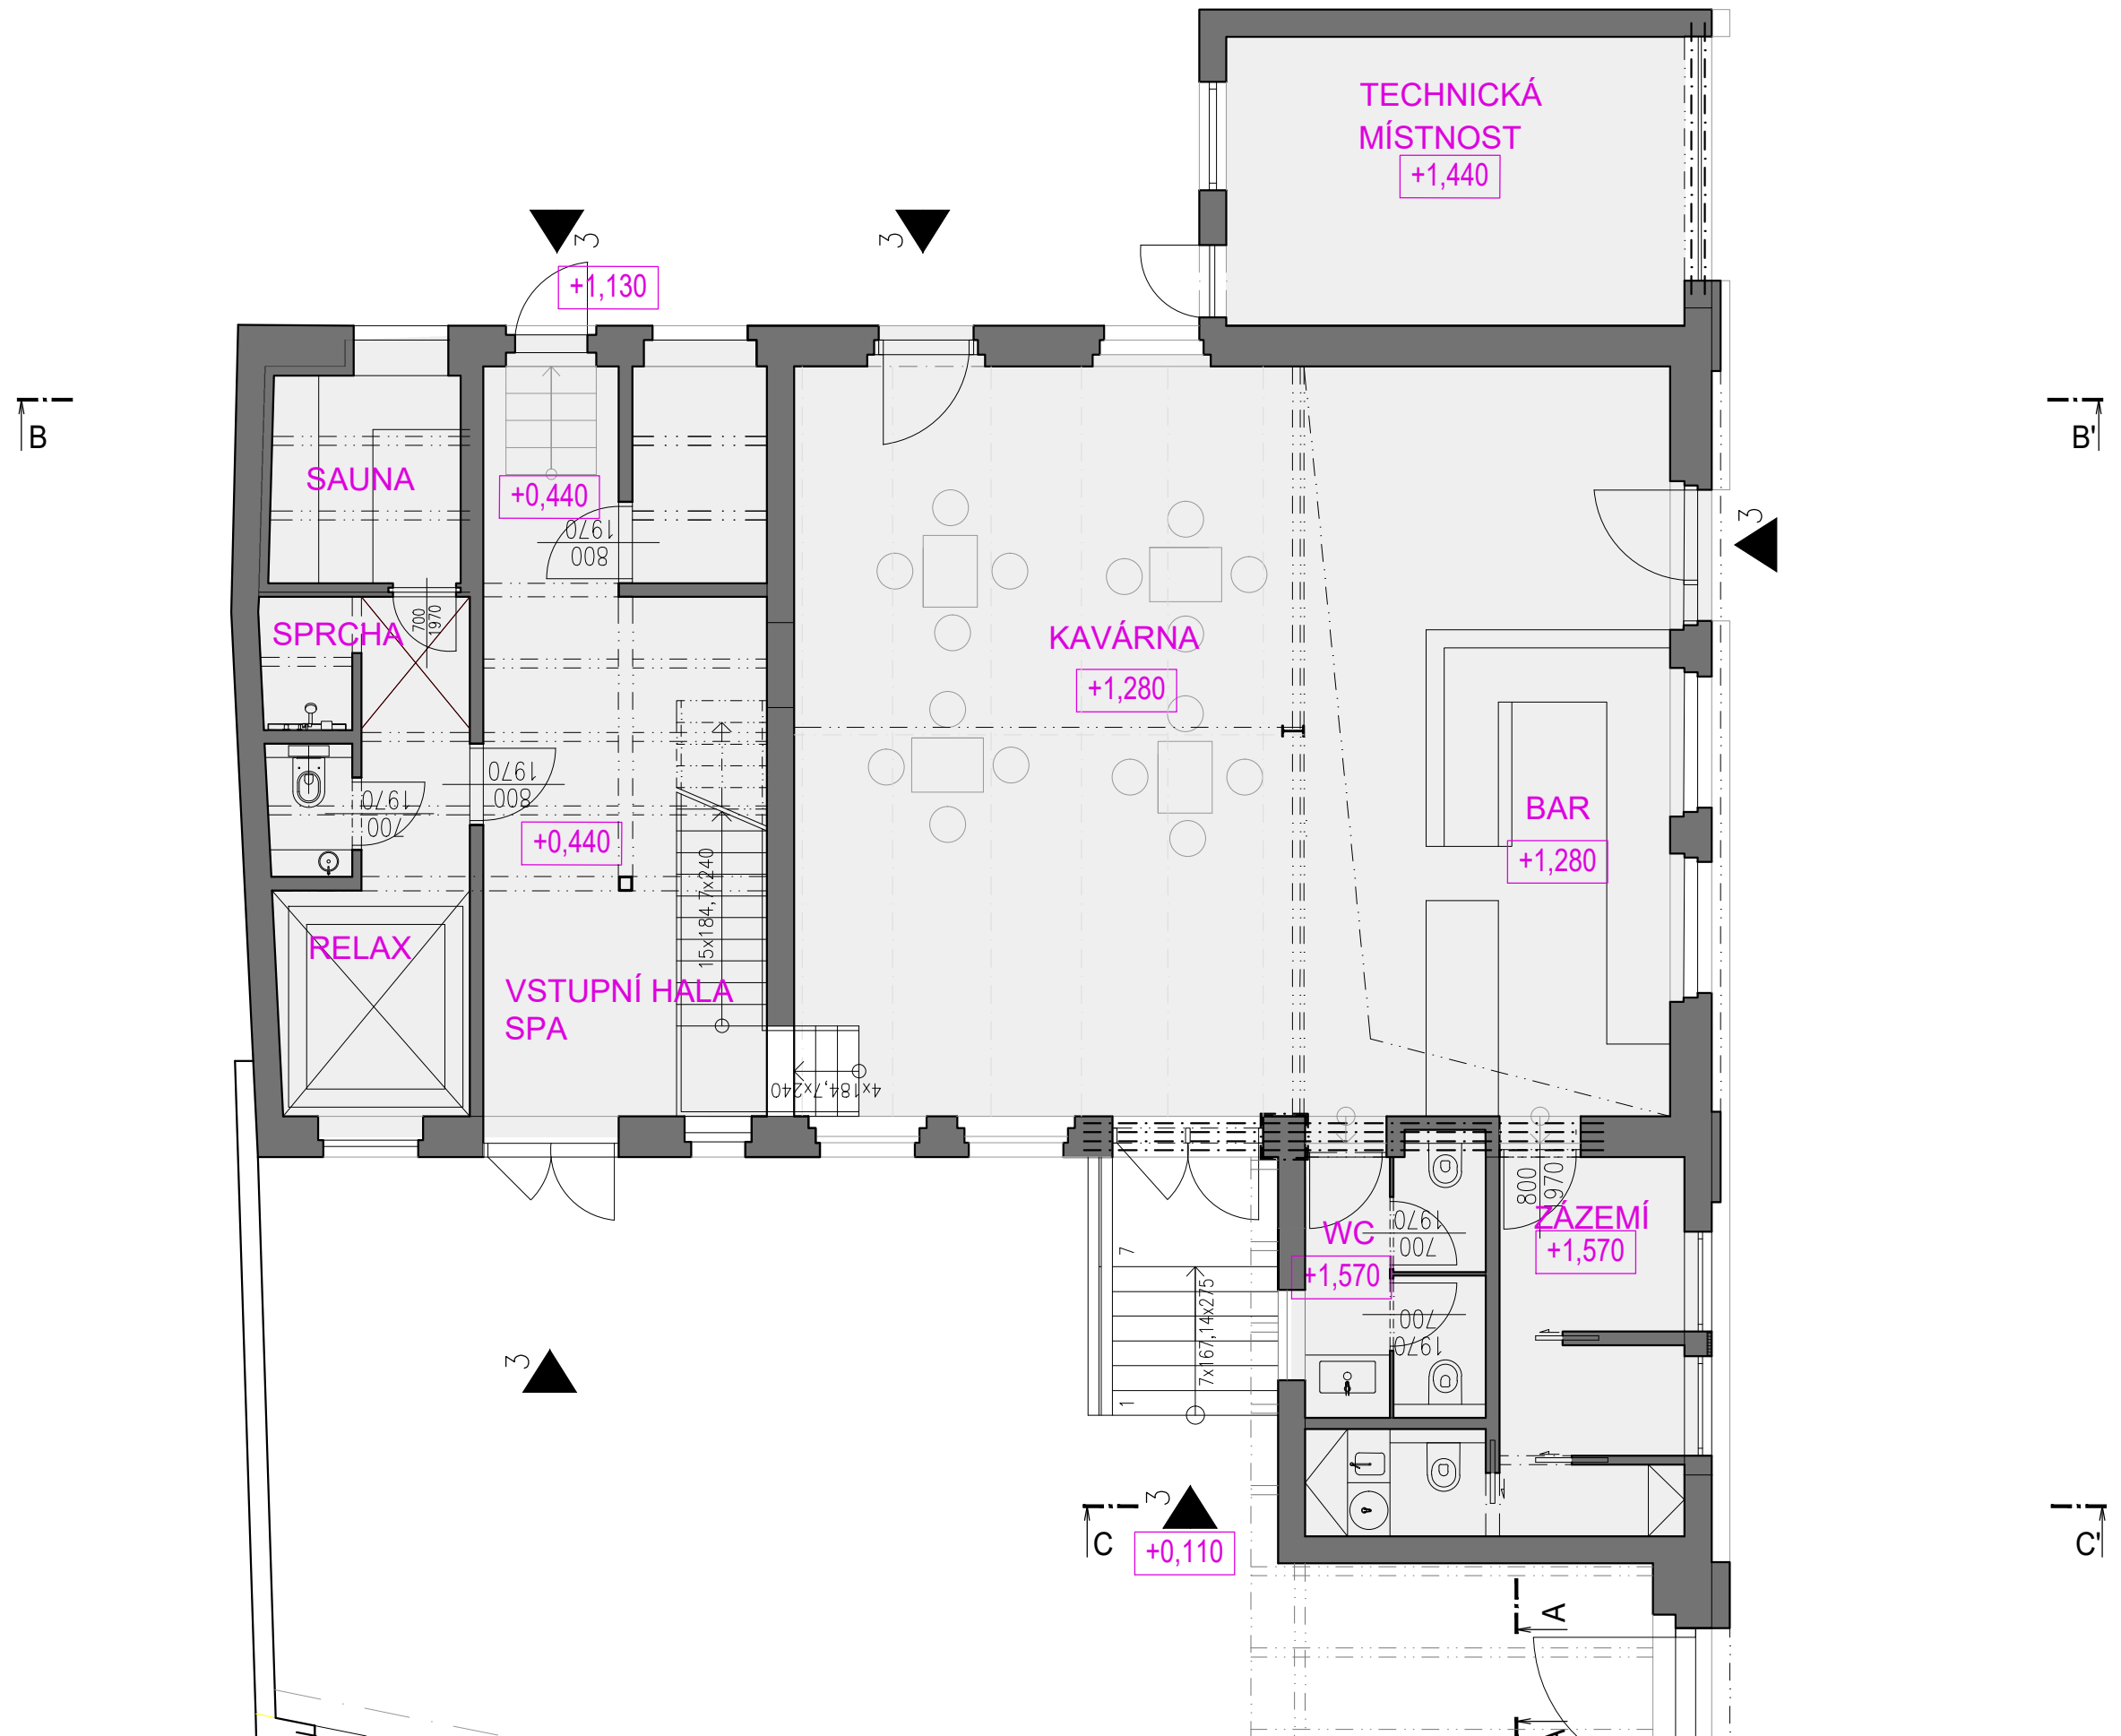 TECHNICKÁ
MÍSTNOST
+1,440
3
3
+1,130
B
B'
SAUNA
+0,440
1970
800
3
700
1970
SPRCHA
KAVÁRNA
+1,280
1970
800
1970
700
BAR
+1,280
+0,440
15x184,7x240
RELAX
VSTUPNÍ HALA
SPA
4x184,7x240
800
1970
ZÁZEMÍ
+1,570
WC
+1,570
1970
700
700
1970
7
7x167,14x275
1
3
3
C
C'
+0,110
A